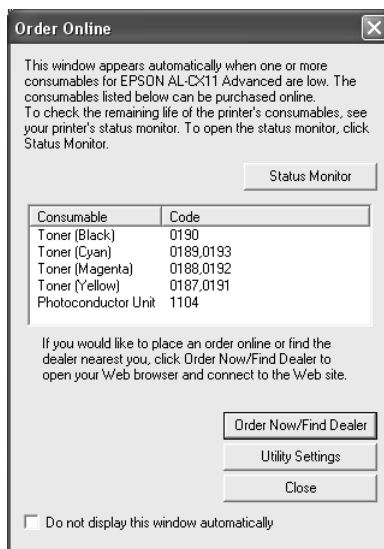 Order Online
This window appears automatically when one or more
consumables for EPSON AL-CX11 Advanced are low. The
consumables listed below can be purchased online.
To check the remaining life of the printer's consumables, see
your printer's status monitor. To open the status monitor, click
Status Monitor.
Status Monitor
Consumable Code
Toner (Black) 0190
Toner (Cyan) 0189,0193
Toner (Magenta) 0188,0192
Toner (Yellow) 0187,0191
Photoconductor Unit 1104
If you would like to place an order online or find the
dealer nearest you, click Order Now/Find Dealer to
open your Web browser and connect to the Web site.
Order Now/Find Dealer
Utility Settings
Close
Do not display this window automatically